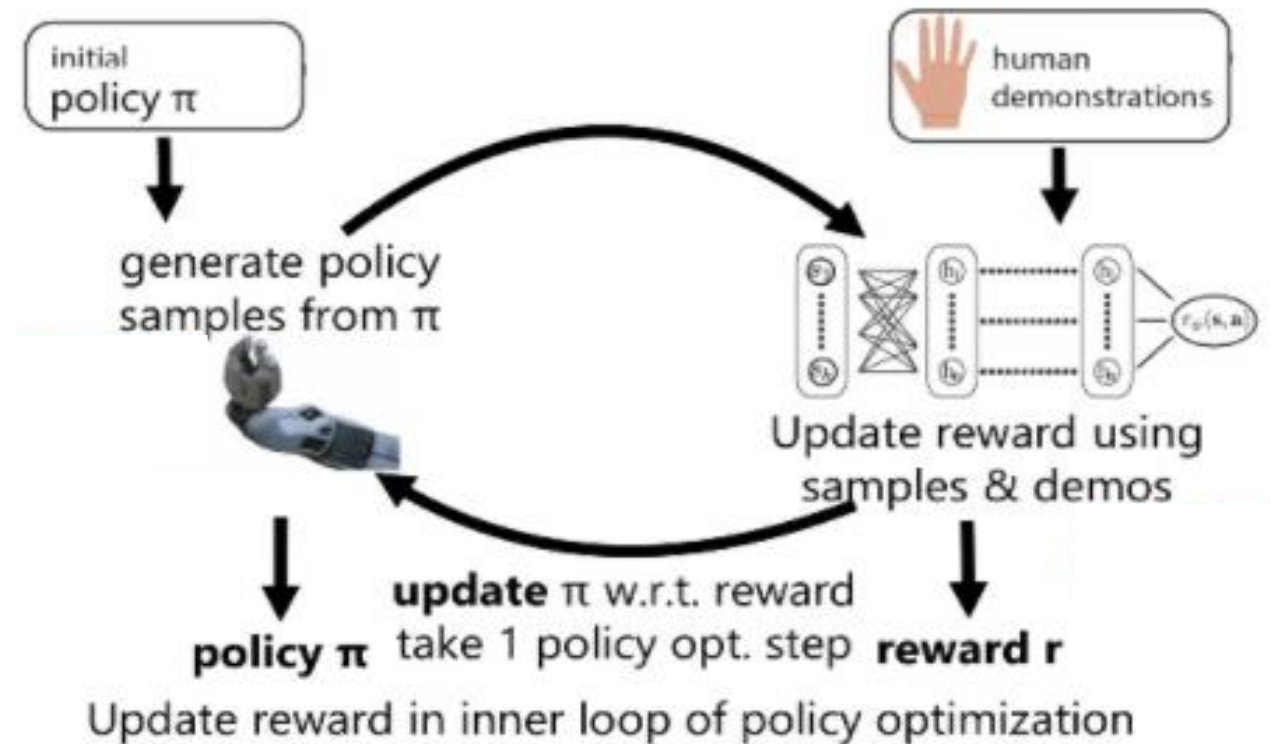 initial
policy π
human
demonstrations
generate policy
samples from π
Update reward using
samples & demos
update π w.r.t. reward
take 1 policy opt. step
policy π
reward r
Update reward in inner loop of policy optimization